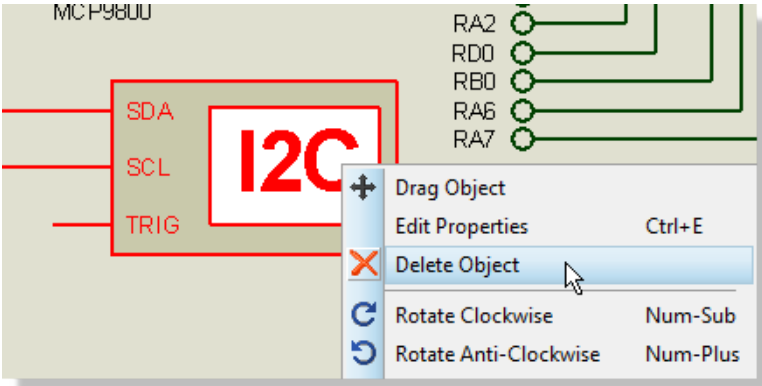 MCP9800
RA2
RD0
RB0
RA6
RA7
SDA
SCL
TRIG
I2C
Drag Object
Edit Properties Ctrl+E
Delete Object
Rotate Clockwise Num-Sub
Rotate Anti-Clockwise Num-Plus